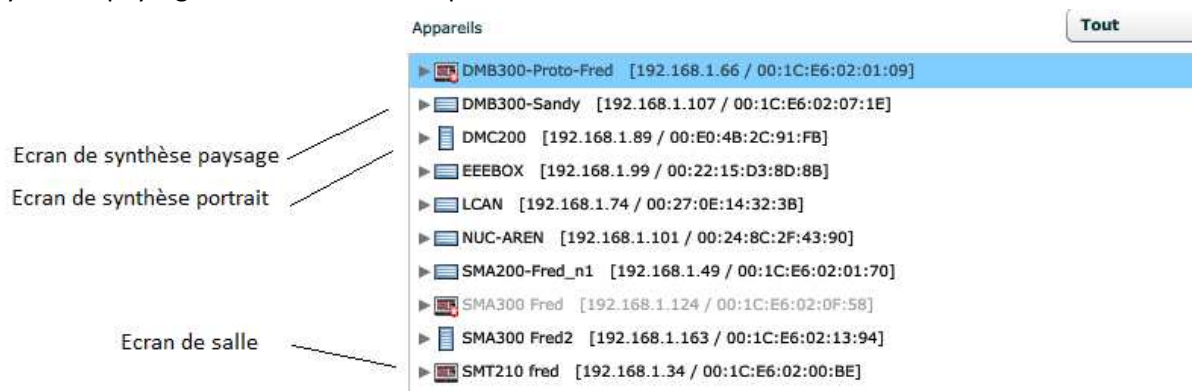 Appareils
Tout
DMB300-Proto-Fred [192.168.1.66 / 00:1C:E6:02:01:09]
DMB300-Sandy [192.168.1.107 / 00:1C:E6:02:07:1E]
DMC200 [192.168.1.89 / 00:E0:4B:2C:91:FB]
Ecran de synthèse paysage
EEEBOX [192.168.1.99 / 00:22:15:D3:8D:8B]
Ecran de synthèse portrait
LCAN [192.168.1.74 / 00:27:0E:14:32:3B]
NUC-AREN [192.168.1.101 / 00:24:8C:2F:43:90]
SMA200-Fred_n1 [192.168.1.49 / 00:1C:E6:02:01:70]
SMA300 Fred [192.168.1.124 / 00:1C:E6:02:0F:58]
Ecran de salle
SMA300 Fred2 [192.168.1.163 / 00:1C:E6:02:13:94]
SMT210 fred [192.168.1.34 / 00:1C:E6:02:00:BE]